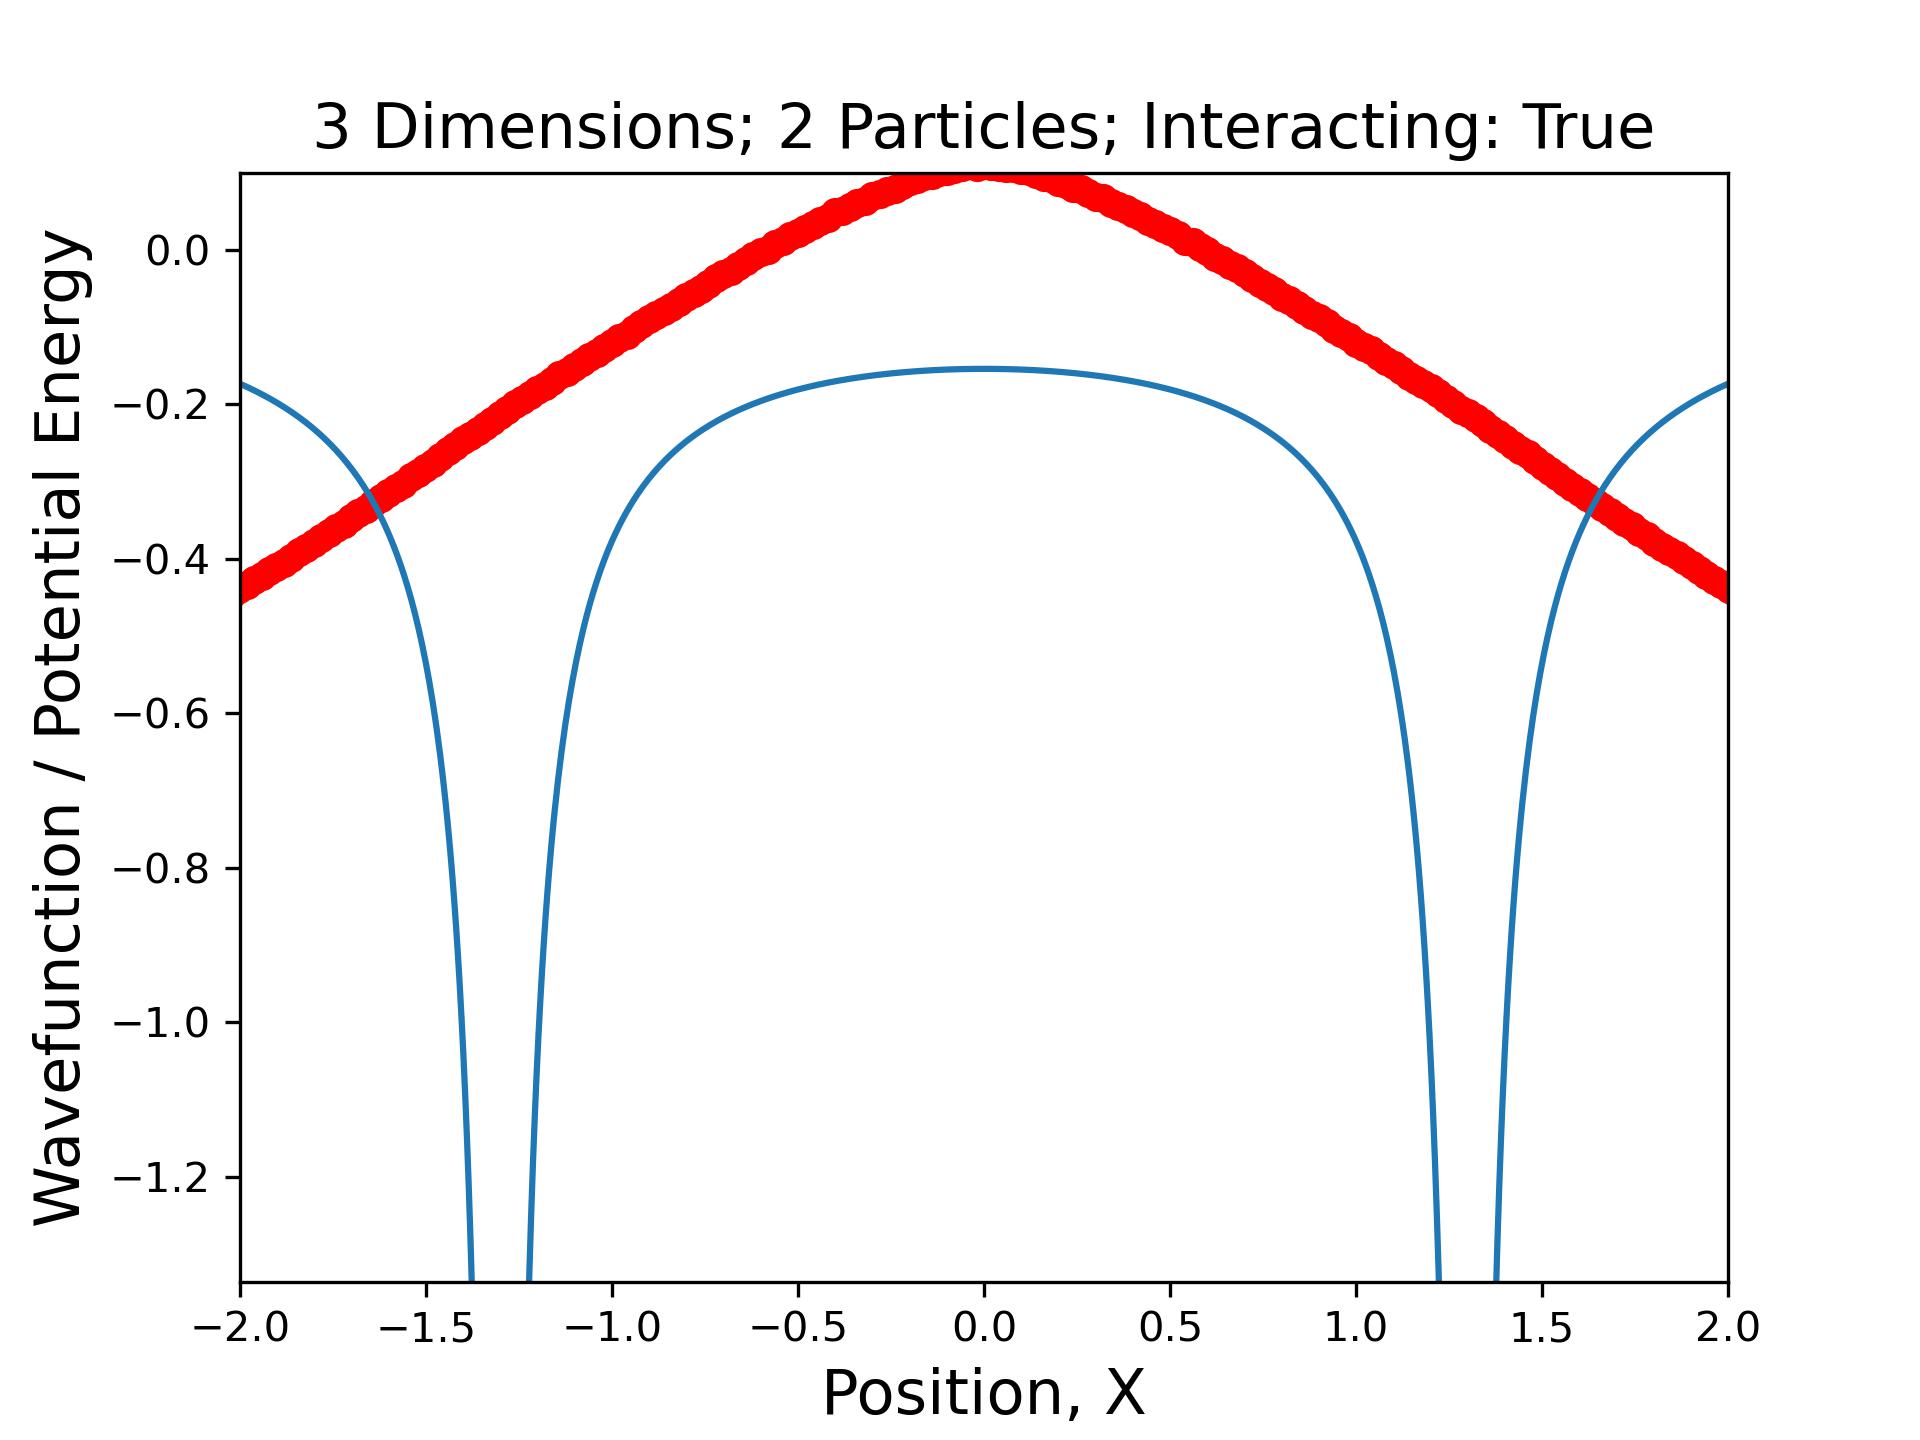 3 Dimensions; 2 Particles; Interacting: True
Wavefunction / Potential Energy
0.0
−0.2
−0.4
−0.6
−0.8
−1.0
−1.2
−2.0 −1.5 −1.0 −0.5 0.0 0.5 1.0 1.5 2.0
Position, X